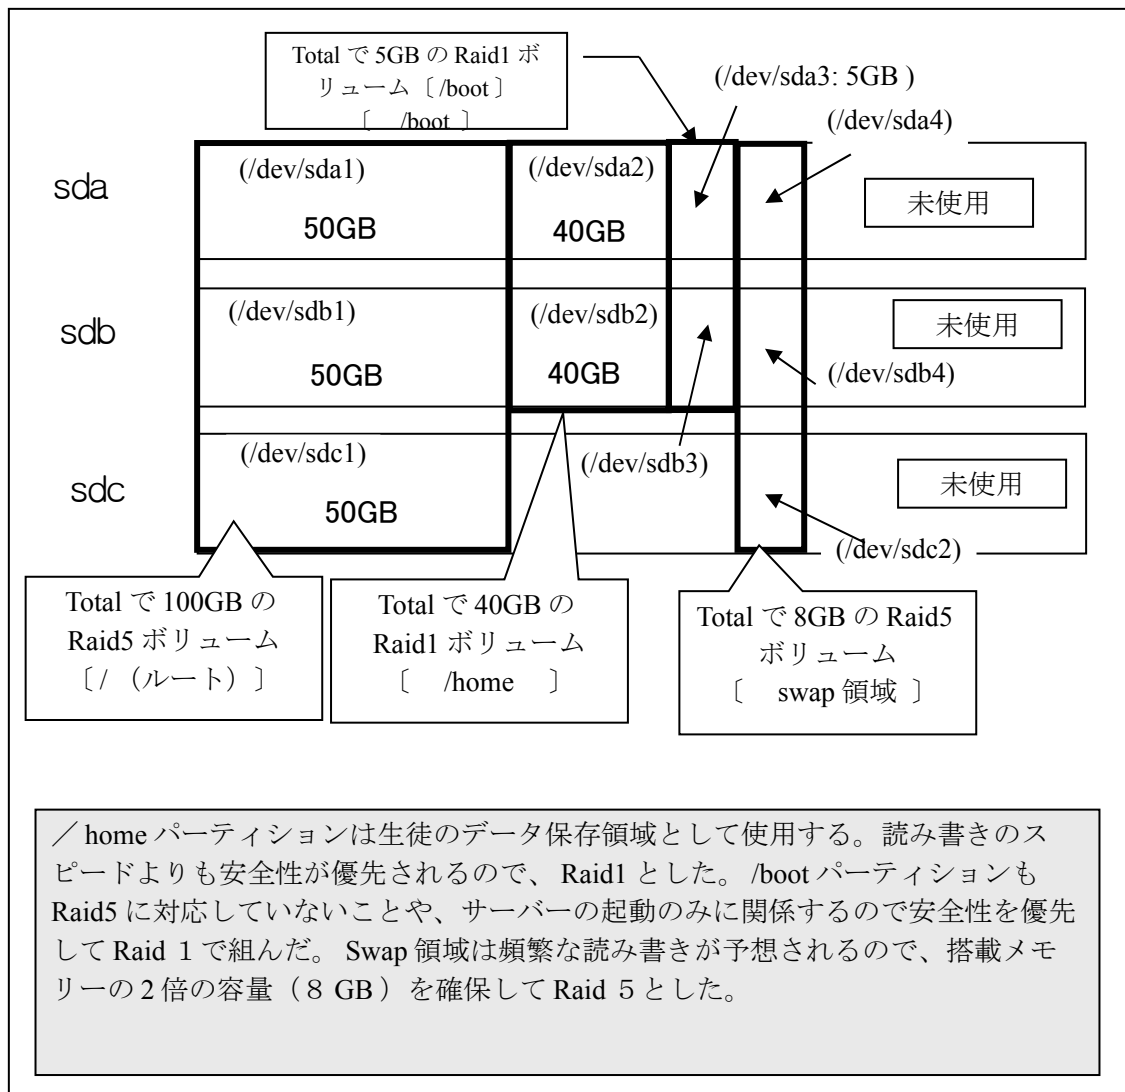 Total で 5GB の Raid1 ボ
リューム〔 /boot 〕
〔 /boot 〕
(/dev/sda3: 5GB )
(/dev/sda4)
sda
(/dev/sda1)
50GB
(/dev/sda2)
40GB
未使用
sdb
(/dev/sdb1)
50GB
(/dev/sdb2)
40GB
未使用
(/dev/sdb4)
sdc
(/dev/sdc1)
50GB
(/dev/sdb3)
未使用
(/dev/sdc2)
Total で 100GB の
Raid5 ボリューム
〔 / （ルート）〕
Total で 40GB の
Raid1 ボリューム
〔 /home 〕
Total で 8GB の Raid5
ボリューム
〔 swap 領域 〕
／ home パーティションは生徒のデータ保存領域として使用する。読み書きのス
ピードよりも安全性が優先されるので、 Raid1 とした。 /boot パーティションも
Raid5 に対応していないことや、サーバーの起動のみに関係するので安全性を優先
して Raid １で組んだ。 Swap 領域は頻繁な読み書きが予想されるので、搭載メモ
リーの 2 倍の容量（８ GB ）を確保して Raid ５とした。